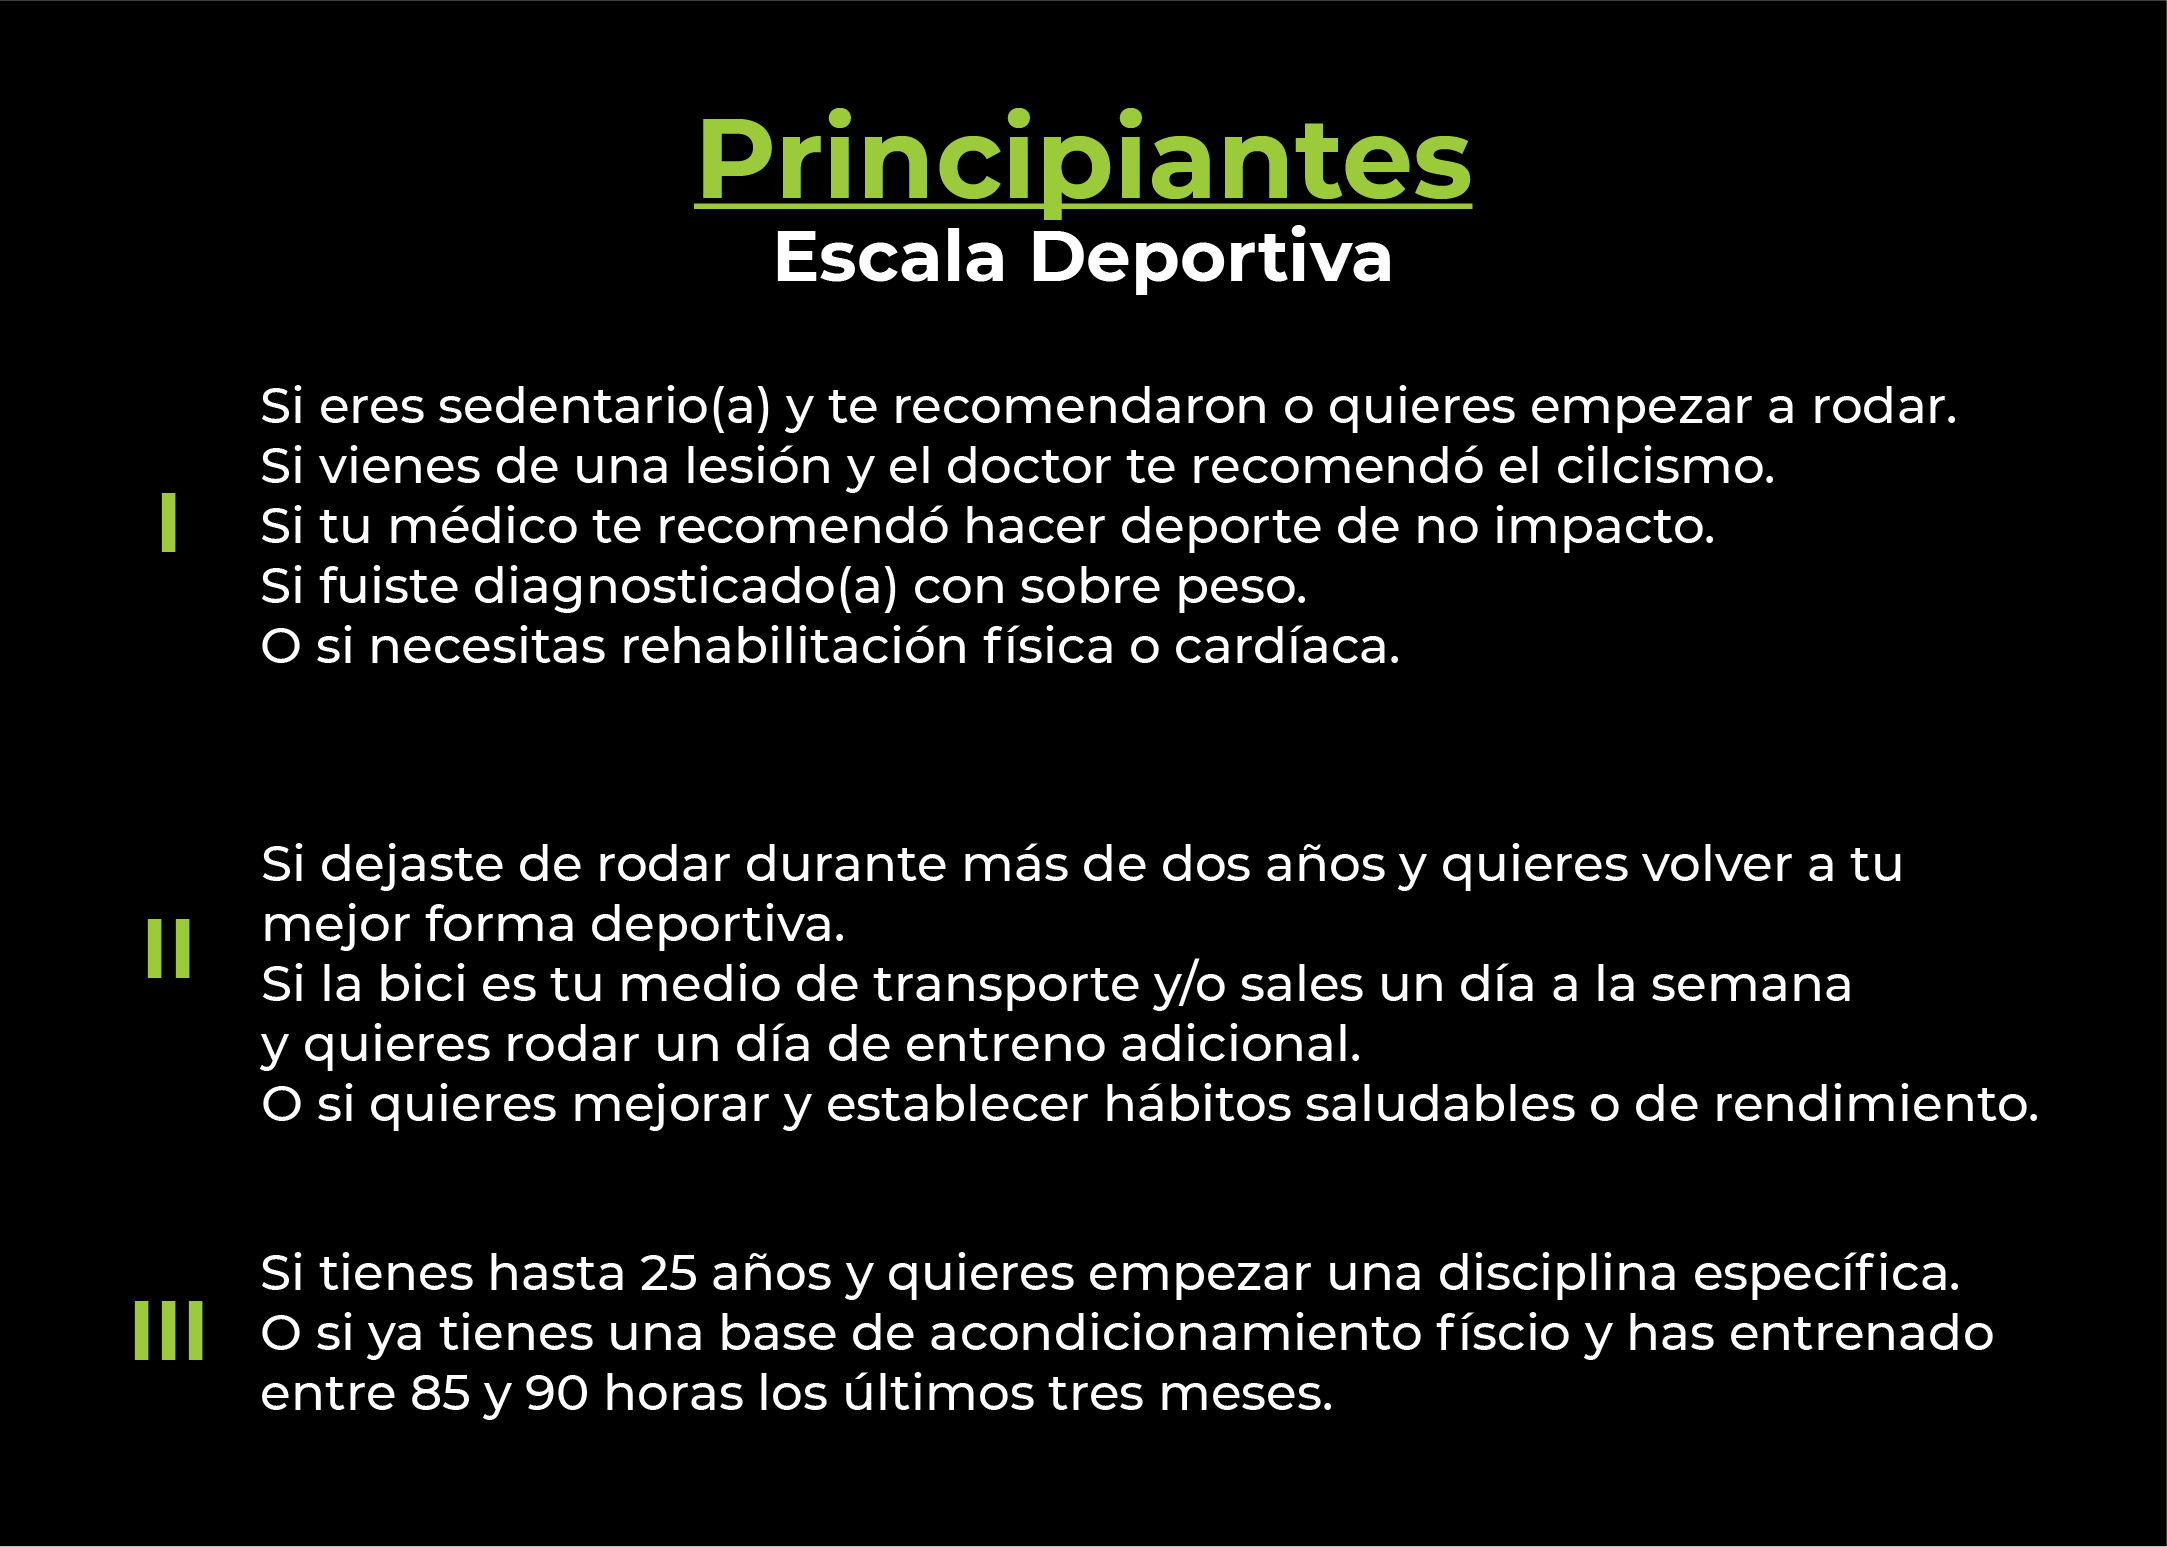 Principiantes
Escala Deportiva
Si eres sedentario(a) y te recomendaron o quieres empezar a rodar.
Si vienes de una lesión y el doctor te recomendó el cilcismo.
I
Si tu médico te recomendó hacer deporte de no impacto.
Si fuiste diagnosticado(a) con sobre peso.
O si necesitas rehabilitación física o cardíaca.
Si dejaste de rodar durante más de dos años y quieres volver a tu
mejor forma deportiva.
II
Si la bici es tu medio de transporte y/o sales un día a la semana
y quieres rodar un día de entreno adicional.
O si quieres mejorar y establecer hábitos saludables o de rendimiento.
Si tienes hasta 25 años y quieres empezar una disciplina específica.
III
O si ya tienes una base de acondicionamiento físcio y has entrenado
entre 85 y 90 horas los últimos tres meses.